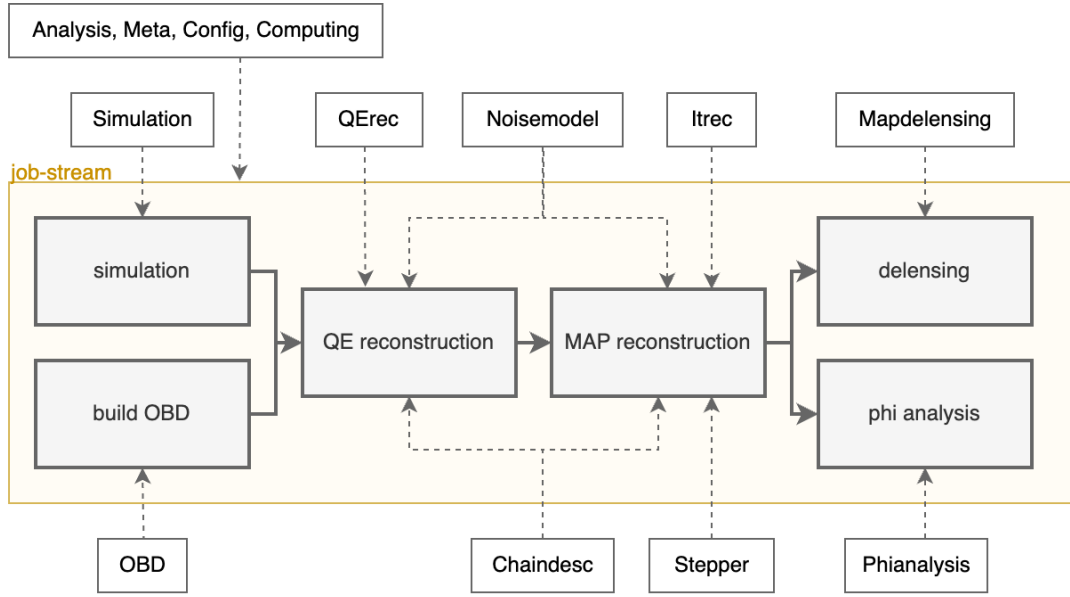 Analysis, Meta, Config, Computing
Simulation
QErec
Noisemodel
Itrec
Mapdelensing
job-stream
simulation
delensing
QE reconstruction
MAP reconstruction
build OBD
phi analysis
OBD
Chaindesc
Stepper
Phianalysis